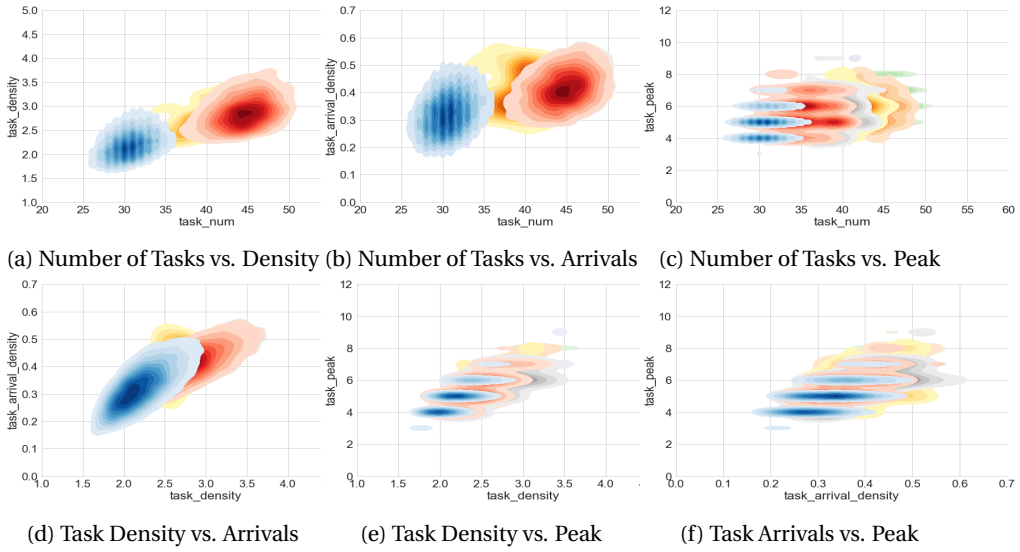 5.0 4.5 4.0 3.5 3.0 2.5 2.0 1.5 1.0
task_density
20 25 30 35 40 45 50
task_num
0.7 0.6 0.5 0.4 0.3 0.2 0.1 0.0
task_arrival_density
20 25 30 35 40 45 50
task_num
12 10 8 6 4 2 0
task_peak
20 25 30 35 40 45 50 55 60
task_num
(a) Number of Tasks vs. Density
(b) Number of Tasks vs. Arrivals
(c) Number of Tasks vs. Peak
0.7 0.6 0.5 0.4 0.3 0.2 0.1 0.0
task_arrival_density
1.0 1.5 2.0 2.5 3.0 3.5 4.0
task_density
12 10 8 6 4 2 0
task_peak
1.0 1.5 2.0 2.5 3.0 3.5 4.0
task_density
12 10 8 6 4 2 0
task_peak
0.0 0.1 0.2 0.3 0.4 0.5 0.6 0.7
task_arrival_density
(d) Task Density vs. Arrivals
(e) Task Density vs. Peak
(f) Task Arrivals vs. Peak